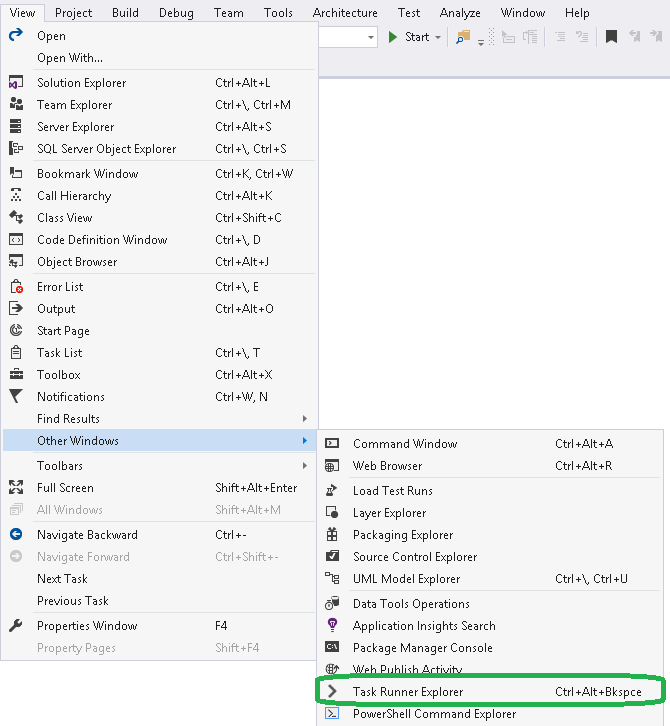 View Project Build Debug Team Tools Architecture Test Analyze Window Help
Open
Start
Open With...
Solution Explorer Ctrl+Alt+L
Team Explorer Ctrl+\, Ctrl+M
Server Explorer Ctrl+Alt+S
SQL Server Object Explorer Ctrl+\, Ctrl+S
Bookmark Window Ctrl+K, Ctrl+W
Call Hierarchy Ctrl+Alt+K
Class View Ctrl+Shift+C
Code Definition Window Ctrl+\, D
Object Browser Ctrl+Alt+J
Error List Ctrl+\, E
Output Ctrl+Alt+O
Start Page
Task List Ctrl+\, T
Toolbox Ctrl+Alt+X
Notifications Ctrl+W, N
Find Results
Other Windows
Toolbars
Full Screen Shift+Alt+Enter
All Windows Shift+Alt+M
Navigate Backward Ctrl+-
Navigate Forward Ctrl+Shift+-
Next Task
Previous Task
Properties Window F4
Property Pages Shift+F4
Command Window Ctrl+Alt+A
Web Browser Ctrl+Alt+R
Load Test Runs
Layer Explorer
Packaging Explorer
Source Control Explorer
UML Model Explorer Ctrl+\, Ctrl+U
Data Tools Operations
Application Insights Search
Package Manager Console
Web Publish Activity
Task Runner Explorer Ctrl+Alt+Bkspce
PowerShell Command Explorer